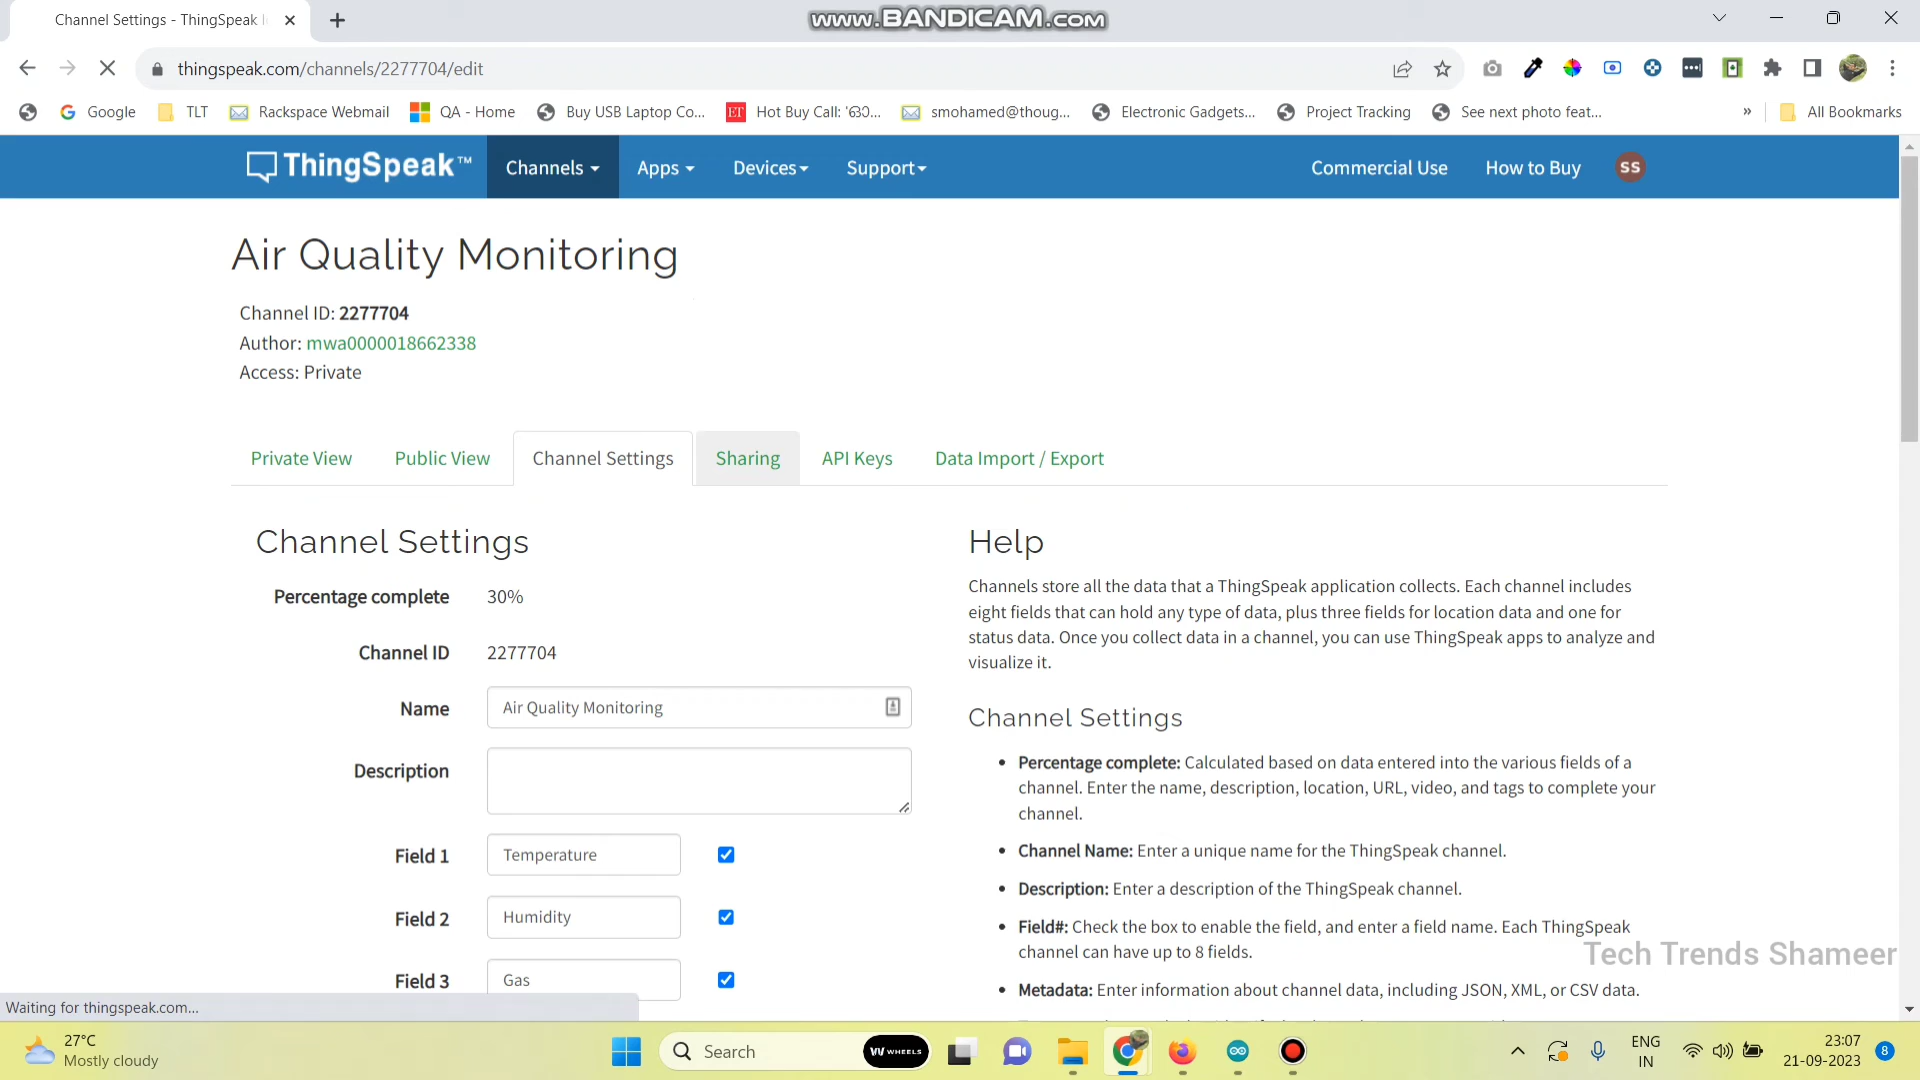 Channel Settings - ThingSpeak I
www.BANDICAM.com
thingspeak.com/channels/2277704/edit
Google
TLT
Rackspace Webmail
QA - Home
Buy USB Laptop Co...
ET
Hot Buy Call: 'ဝိ...
smohamed@thoug...
Electronic Gadgets...
Project Tracking
See next photo feat...
»
All Bookmarks
ThingSpeak™
Channels
Apps
Devices
Support
Commercial Use
How to Buy
SS
Air Quality Monitoring
Channel ID: 2277704
Author: mwa0000018662338
Access: Private
Private View
Public View
Channel Settings
Sharing
API Keys
Data Import / Export
Channel Settings
Percentage complete 30%
Channel ID 2277704
Name Air Quality Monitoring
Description
Field 1 Temperature
Field 2 Humidity
Field 3 Gas
Help
Channels store all the data that a ThingSpeak application collects. Each channel includes
eight fields that can hold any type of data, plus three fields for location data and one for
status data. Once you collect data in a channel, you can use ThingSpeak apps to analyze and
visualize it.
Channel Settings
• Percentage complete: Calculated based on data entered into the various fields of a
channel. Enter the name, description, location, URL, video, and tags to complete your
channel.
• Channel Name: Enter a unique name for the ThingSpeak channel.
• Description: Enter a description of the ThingSpeak channel.
• Field#: Check the box to enable the field, and enter a field name. Each ThingSpeak
channel can have up to 8 fields.
• Metadata: Enter information about channel data, including JSON, XML, or CSV data.
Tech Trends Shameer
Waiting for thingspeak.com...
27°C
Mostly cloudy
Search
WHEELS
ENG
IN
23:07
21-09-2023
8